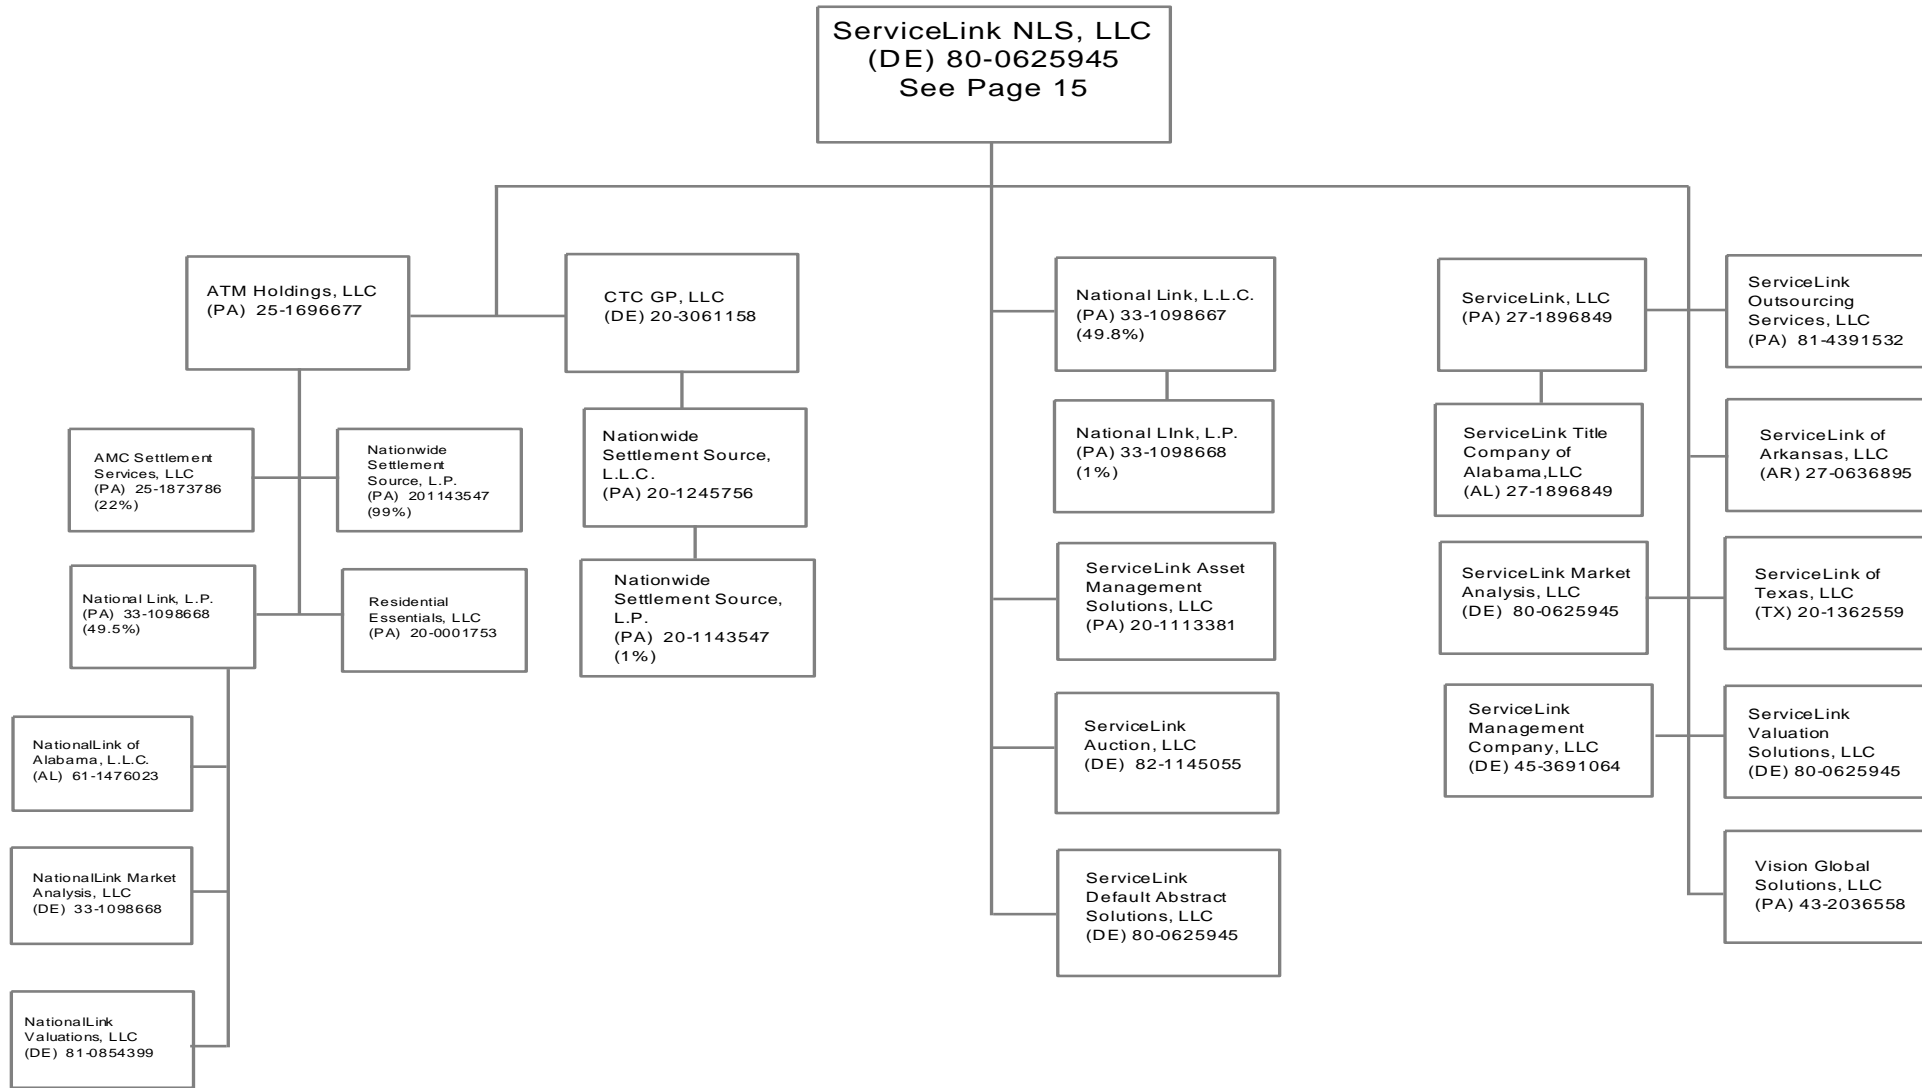 ServiceLink NLS, LLC
(DE) 80-0625945
See Page 15
ATM Holdings, LLC
(PA) 25-1696677
CTC GP, LLC
(DE) 20-3061158
National Link, L.L.C.
(PA) 33-1098667
(49.8%)
ServiceLink, LLC
(PA) 27-1896849
ServiceLink
Outsourcing
Services, LLC
(PA) 81-4391532
AMC Settlement
Services, LLC
(PA) 25-1873786
(22%)
Nationwide
Settlement
Source, L.P.
(PA) 201143547
(99%)
Nationwide
Settlement Source,
L.L.C.
(PA) 20-1245756
National LInk, L.P.
(PA) 33-1098668
(1%)
ServiceLink Title
Company of
Alabama,LLC
(AL) 27-1896849
ServiceLink of
Arkansas, LLC
(AR) 27-0636895
National Link, L.P.
(PA) 33-1098668
(49.5%)
Residential
Essentials, LLC
(PA) 20-0001753
Nationwide
Settlement Source,
L.P.
(PA) 20-1143547
(1%)
ServiceLink Asset
Management
Solutions, LLC
(PA) 20-1113381
ServiceLink Market
Analysis, LLC
(DE) 80-0625945
ServiceLink of
Texas, LLC
(TX) 20-1362559
NationalLink of
Alabama, L.L.C.
(AL) 61-1476023
ServiceLink
Auction, LLC
(DE) 82-1145055
ServiceLink
Management
Company, LLC
(DE) 45-3691064
ServiceLink
Valuation
Solutions, LLC
(DE) 80-0625945
NationalLink Market
Analysis, LLC
(DE) 33-1098668
ServiceLink
Default Abstract
Solutions, LLC
(DE) 80-0625945
Vision Global
Solutions, LLC
(PA) 43-2036558
NationalLink
Valuations, LLC
(DE) 81-0854399